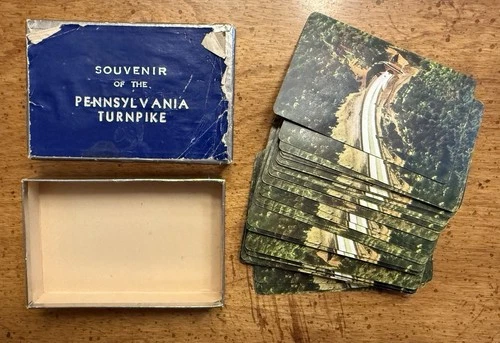 SOUVENIR
OF THE
PENNSYLVANIA
TURNPIKE